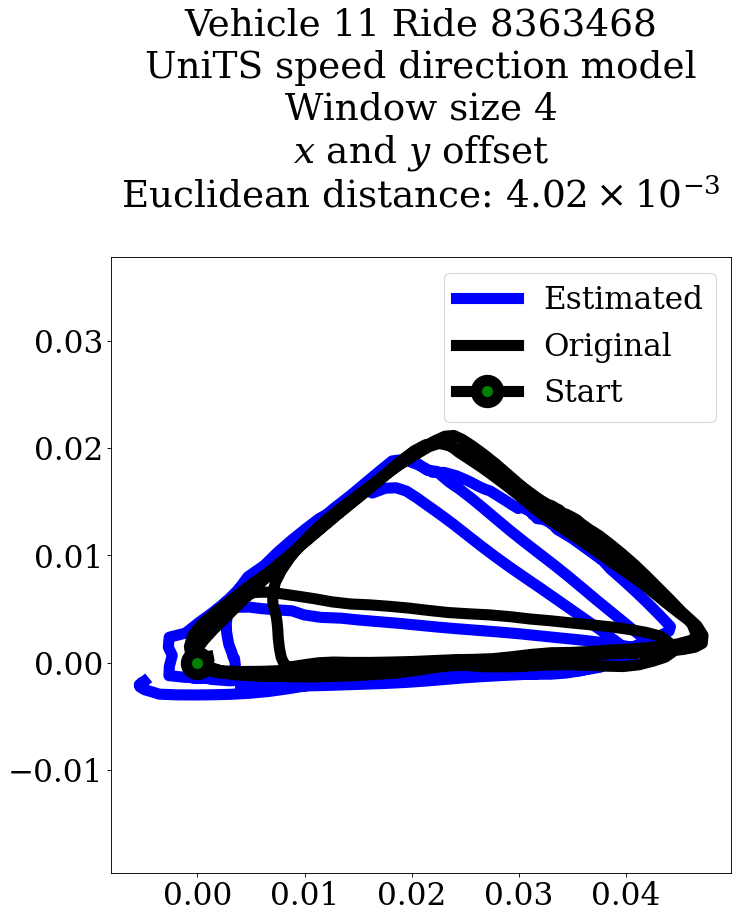 Vehicle 11 Ride 8363468
UniTS speed direction model
Window size 4
x and y offset
Euclidean distance: 4.02 × 10⁻³
Estimated
Original
Start
0.03
0.02
0.01
0.00
−0.01
0.00 0.01 0.02 0.03 0.04